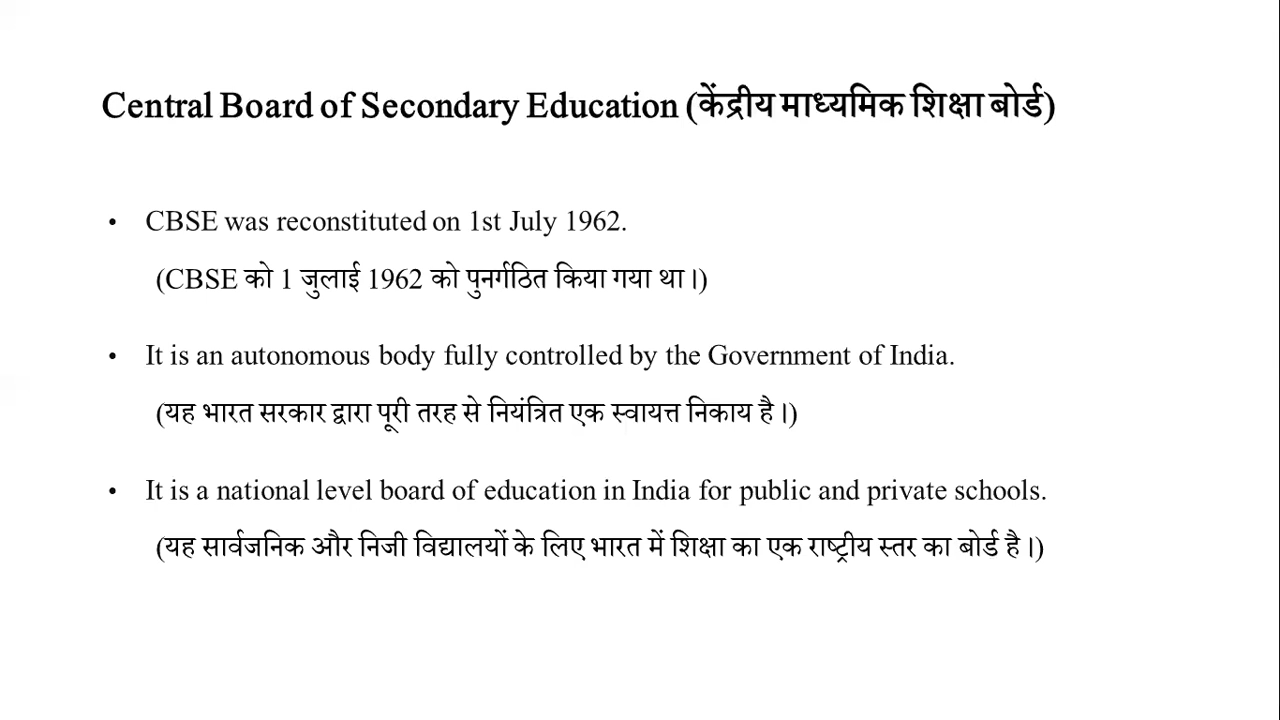 Central Board of Secondary Education (केंद्रीय माध्यमिक शिक्षा बोर्ड)
• CBSE was reconstituted on 1st July 1962.
(CBSE को 1 जुलाई 1962 को पुनर्गठित किया गया था।)
• It is an autonomous body fully controlled by the Government of India.
(यह भारत सरकार द्वारा पूरी तरह से नियंत्रित एक स्वायत्त निकाय है।)
• It is a national level board of education in India for public and private schools.
(यह सार्वजनिक और निजी विद्यालयों के लिए भारत में शिक्षा का एक राष्ट्रीय स्तर का बोर्ड है।)